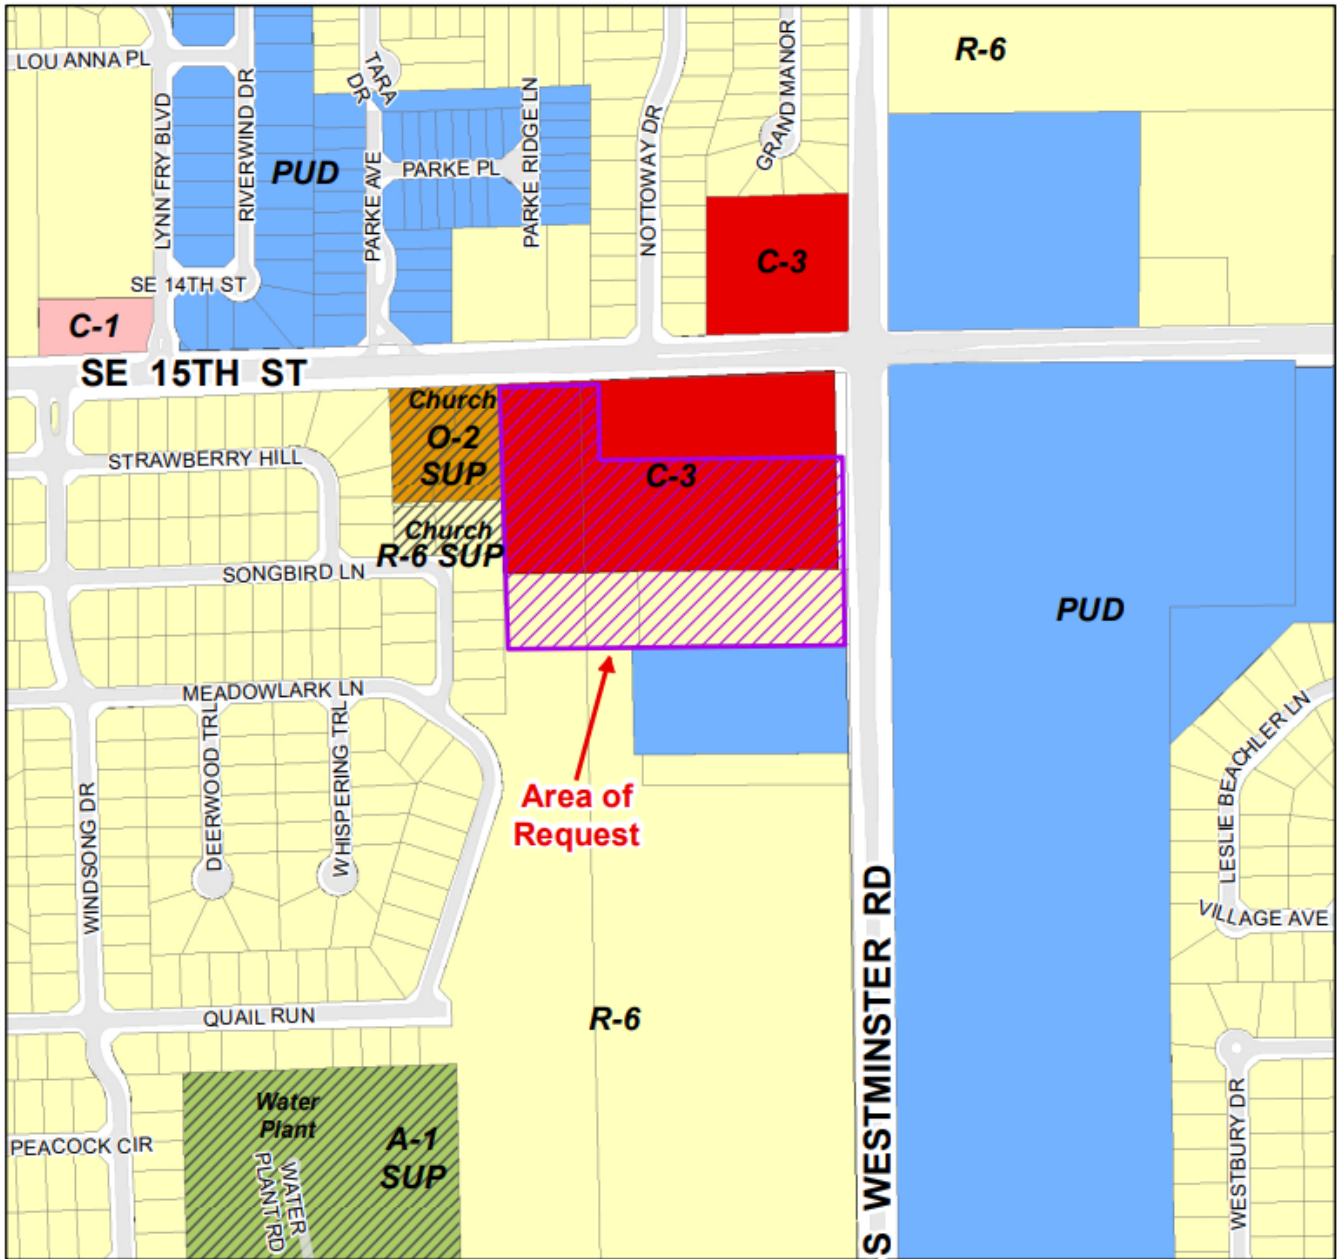 LOU ANNA PL
LYNN FRY BLVD
RIVERWIND DR
PUD
TARA
DR
PARKE AVE
PARKE PL
PARKE RIDGE LN
NOTTOWAY DR
GRAND MANOR
R-6
C-3
SE 14TH ST
C-1
SE 15TH ST
Church
O-2
SUP
Church
R-6 SUP
C-3
STRAWBERRY HILL
SONGBIRD LN
MEADOWLARK LN
PUD
DEERWOOD TRL
WHISPERING TRL
WINDSONG DR
Area of
Request
LESLIE BEACHLER LN
VILLAGE AVE
S WESTMINSTER RD
QUAIL RUN
R-6
Water
Plant
A-1
SUP
PEACOCK CIR
WATER
PLANT RD
WESTBURY DR